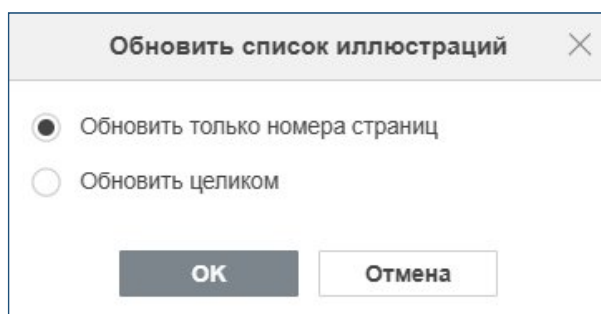 Обновить список иллюстраций
Обновить только номера страниц
Обновить целиком
OK
Отмена